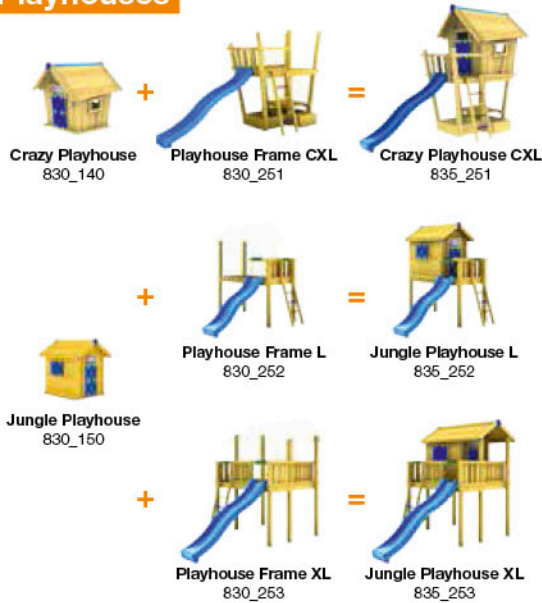 Playhouses
+
=
Crazy Playhouse
830_140
Playhouse Frame CXL
830_251
Crazy Playhouse CXL
835_251
+
=
Playhouse Frame L
830_252
Jungle Playhouse L
835_252
Jungle Playhouse
830_150
+
=
Playhouse Frame XL
830_253
Jungle Playhouse XL
835_253